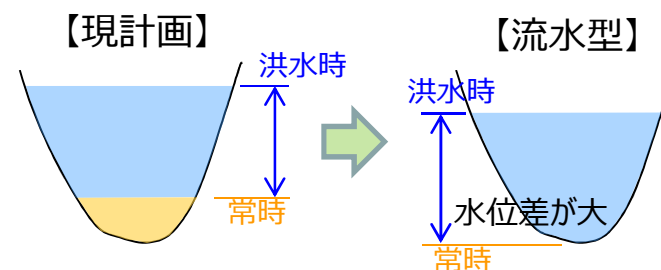 【現計画】
洪水時
常時
【流水型】
洪水時
水位差が大
常時